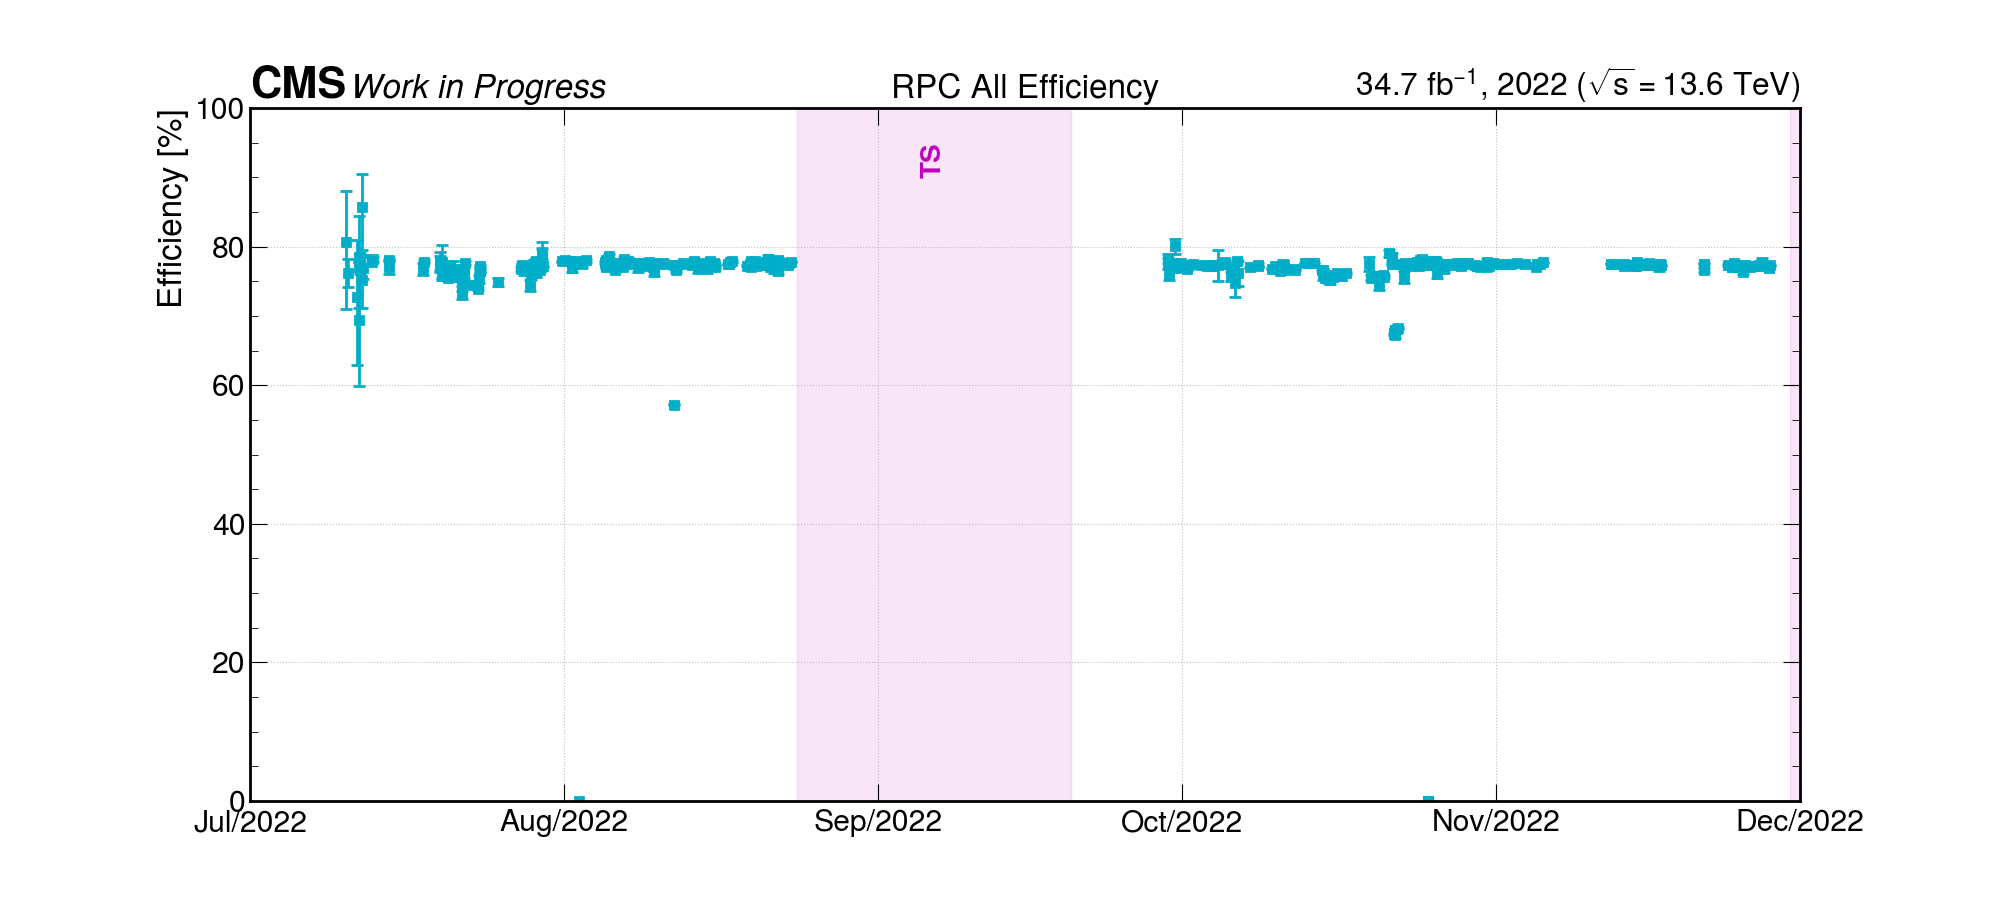 CMS Work in Progress RPC All Efficiency 34.7 fb⁻¹, 2022 (√s = 13.6 TeV)
Efficiency [%]
TS
100
80
60
40
20
0
Jul/2022 Aug/2022 Sep/2022 Oct/2022 Nov/2022 Dec/2022